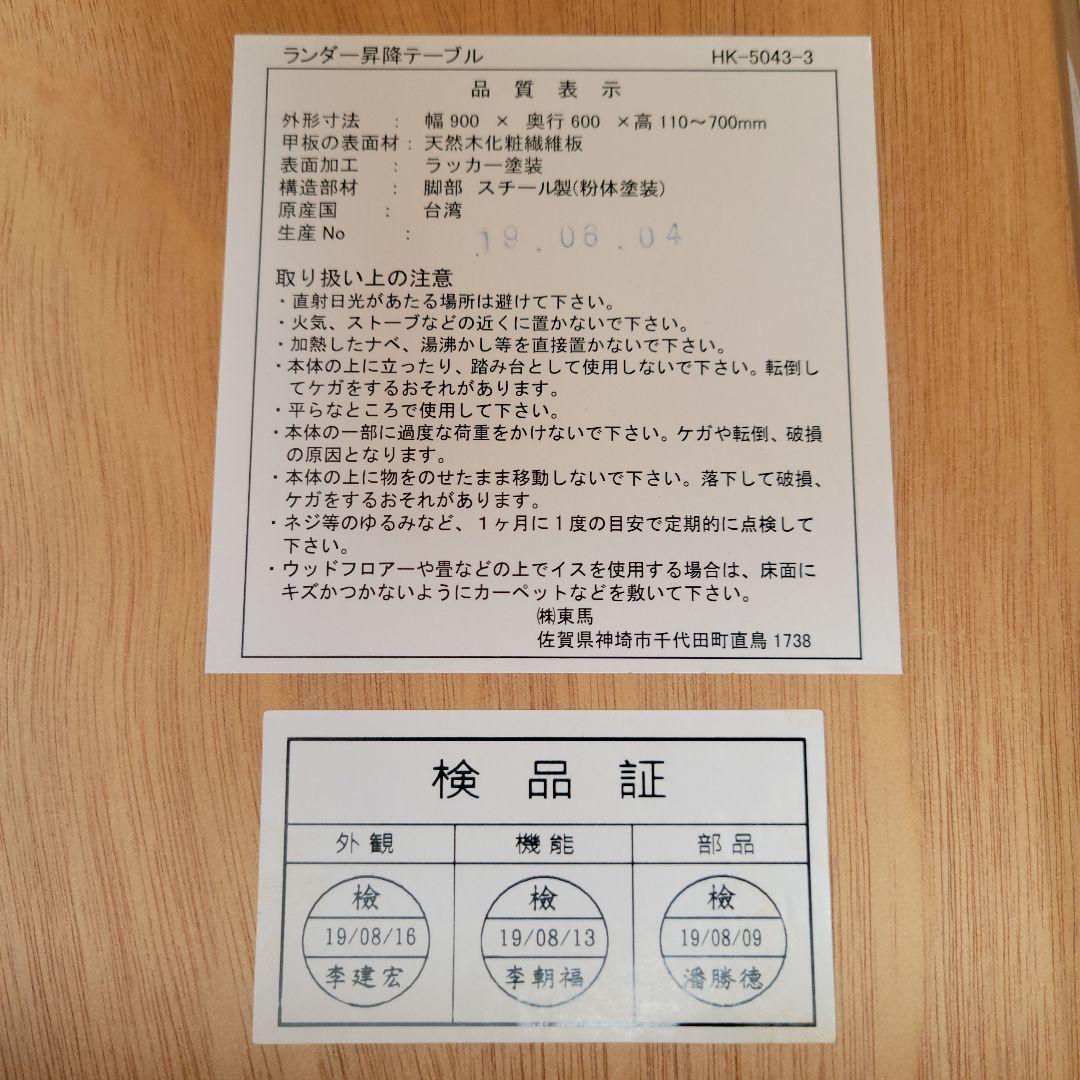 ランダー昇降テーブル HK-5043-3
品質表示
外形寸法 : 幅900 × 奥行600 ×高110～700mm
甲板の表面材: 天然木化粧繊維板
表面加工 : ラッカー塗装
構造部材 : 脚部 スチール製(粉体塗装)
原産国 : 台湾
生産No : 19.06.04
取り扱い上の注意
・直射日光があたる場所は避けて下さい。
・火気、ストーブなどの近くに置かないで下さい。
・加熱したナベ、湯沸かし等を直接置かないで下さい。
・本体の上に立ったり、踏み台として使用しないで下さい。転倒し
てケガをするおそれがあります。
・平らなところで使用して下さい。
・本体の一部に過度な荷重をかけないで下さい。ケガや転倒、破損
の原因となります。
・本体の上に物をのせたまま移動しないで下さい。落下して破損、
ケガをするおそれがあります。
・ネジ等のゆるみなど、1ヶ月に1度の目安で定期的に点検して
下さい。
・ウッドフロアーや畳などの上でイスを使用する場合は、床面に
キズかつかないようにカーペットなどを敷いて下さい。
㈱東馬
佐賀県神埼市千代田町直鳥1738
検品証
外観 機能 部品
檢 檢 檢
19/08/16 19/08/13 19/08/09
李建宏 李朝福 潘勝德